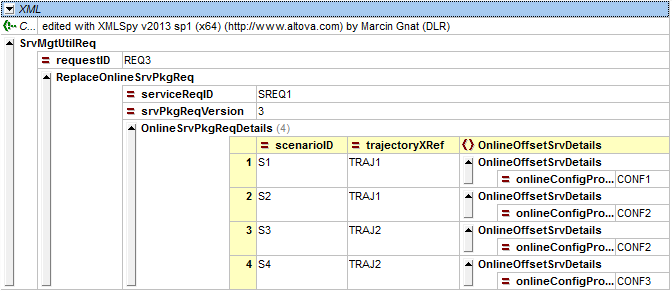 XML
C... edited with XMLSpy v2013 sp1 (x64) (http://www.altova.com) by Marcin Gnat (DLR)
SrvMgtUtilReq
= requestID REQ3
ReplaceOnlineSrvPkgReq
= serviceReqID SREQ1
= srvPkgReqVersion 3
OnlineSrvPkgReqDetails (4)
= scenarioID = trajectoryXRef {} OnlineOffsetSrvDetails
1 S1 TRAJ1 OnlineOffsetSrvDetails
= onlineConfigPro... CONF1
2 S2 TRAJ1 OnlineOffsetSrvDetails
= onlineConfigPro... CONF2
3 S3 TRAJ2 OnlineOffsetSrvDetails
= onlineConfigPro... CONF2
4 S4 TRAJ2 OnlineOffsetSrvDetails
= onlineConfigPro... CONF3